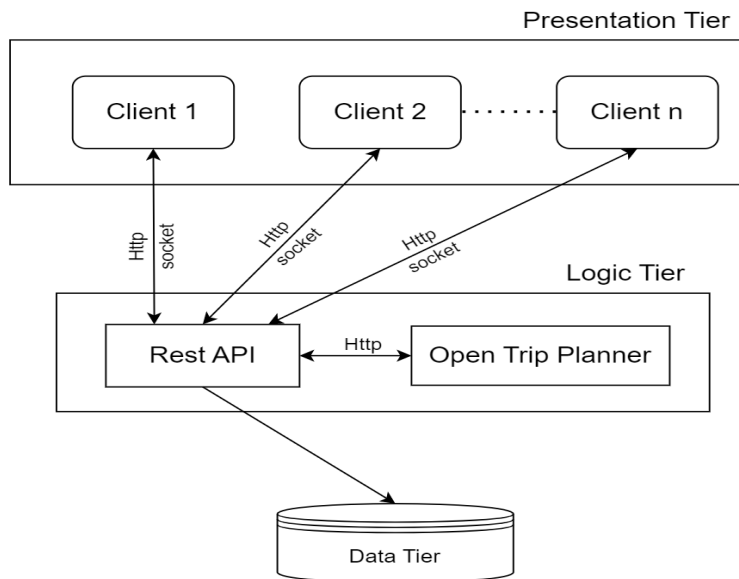 Presentation Tier
Client 1
Client 2
Client n
Http
socket
Http
socket
Http
socket
Logic Tier
Rest API
Http
Open Trip Planner
Data Tier